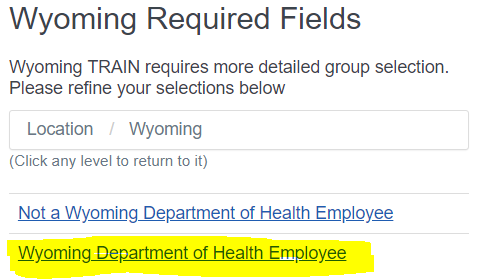 Wyoming Required Fields
Wyoming TRAIN requires more detailed group selection.
Please refine your selections below
Location / Wyoming
(Click any level to return to it)
Not a Wyoming Department of Health Employee
Wyoming Department of Health Employee